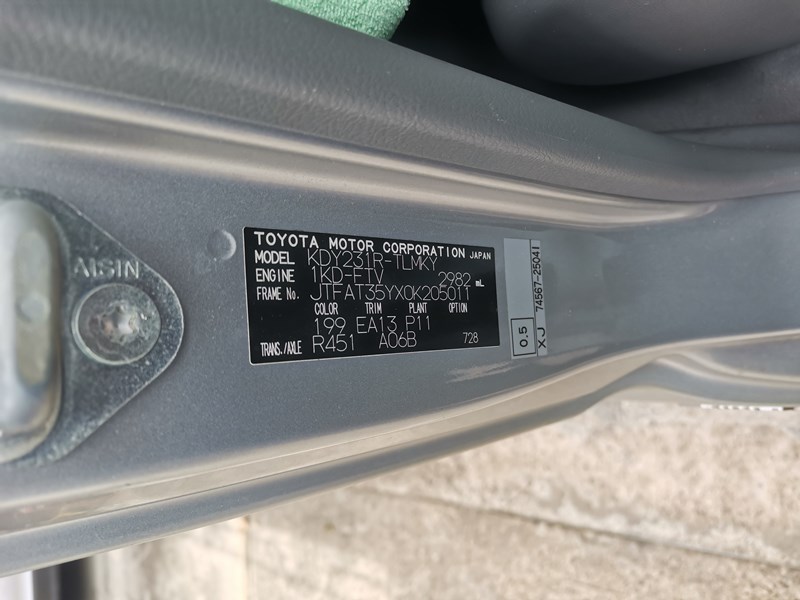 TOYOTA MOTOR CORPORATION JAPAN
MODEL KDY231R-TLMKY
ENGINE 1KD-FTV 2982 mL
FRAME No. JTFAT35YX0K205011
COLOR TRIM PLANT OPTION
199 EA13 P11
TRANS./AXLE R451 A06B 728
AISIN
0.5
XJ 74567-25041